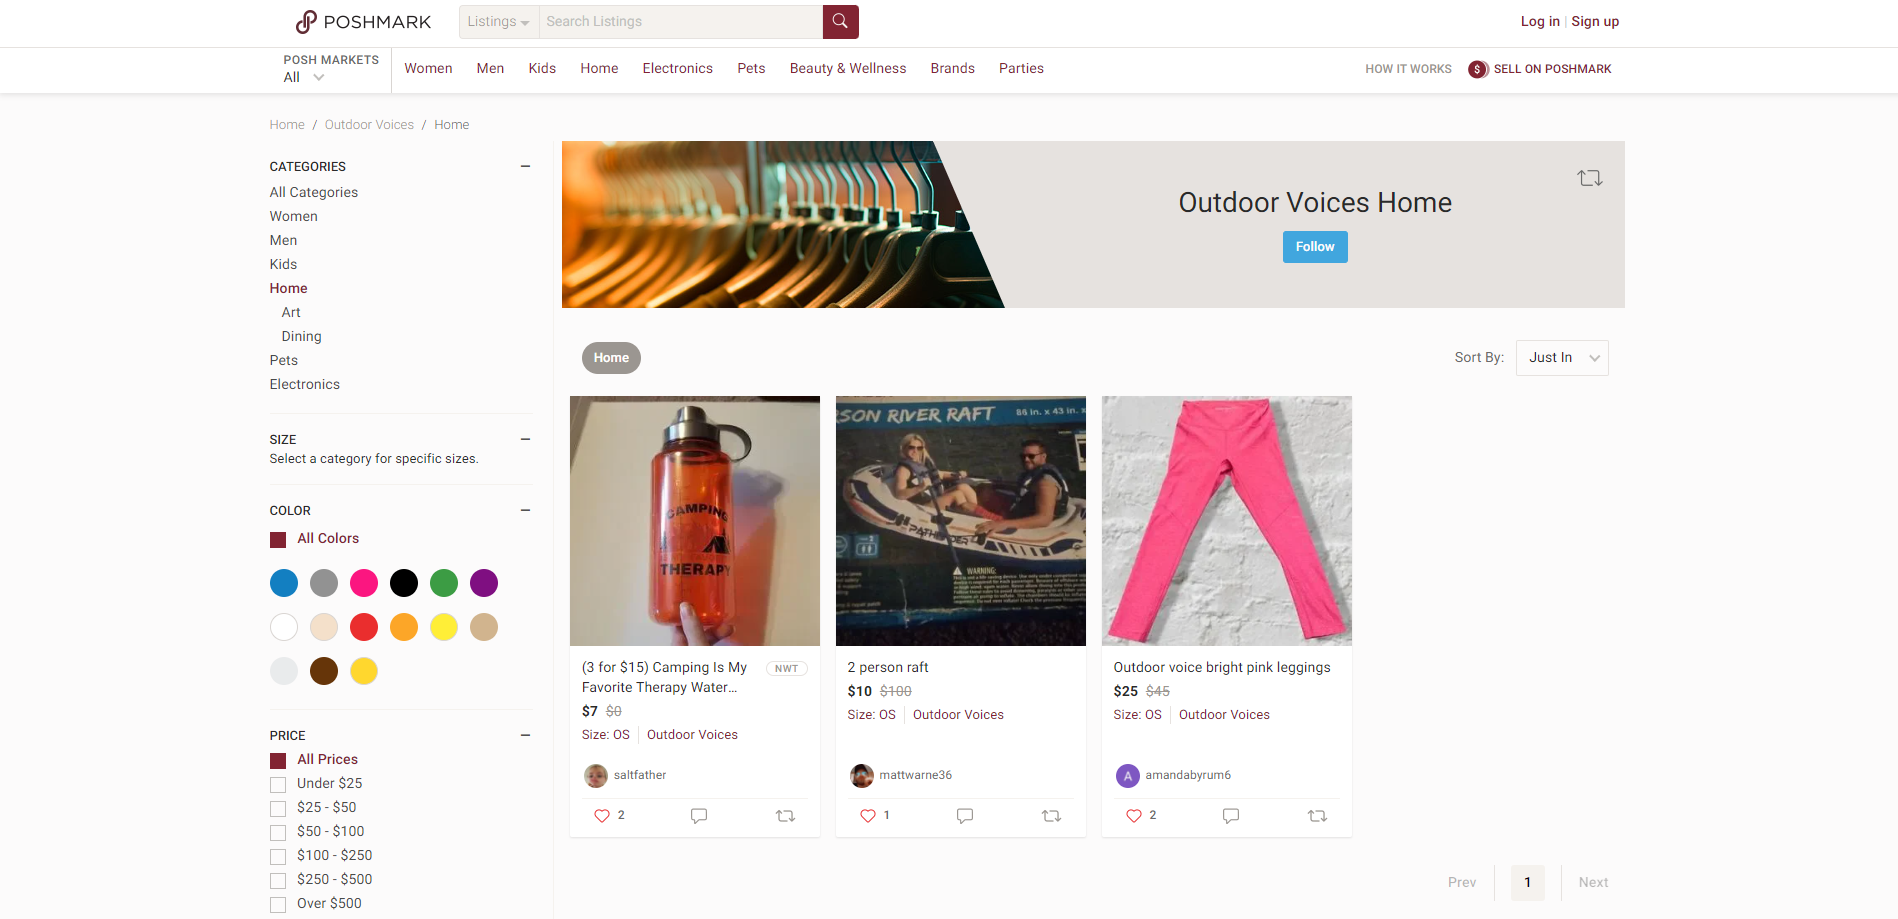 POSHMARK
Listings
Search Listings
Log in | Sign up
POSH MARKETS
All
Women
Men
Kids
Home
Electronics
Pets
Beauty & Wellness
Brands
Parties
HOW IT WORKS
$ SELL ON POSHMARK
Home / Outdoor Voices / Home
CATEGORIES
All Categories
Women
Men
Kids
Home
Art
Dining
Pets
Electronics
SIZE
Select a category for specific sizes.
COLOR
All Colors
PRICE
All Prices
Under $25
$25 - $50
$50 - $100
$100 - $250
$250 - $500
Over $500
Outdoor Voices Home
Follow
Home
Sort By: Just In
CAMPING
THERAPY
(3 for $15) Camping Is My
Favorite Therapy Water...
NWT
$7 $0
Size: OS | Outdoor Voices
saltfather
2
SON RIVER RAFT
86 in. x 43 in. x
PATHFINDER
WARNING:
2 person raft
$10 $100
Size: OS | Outdoor Voices
mattwarne36
1
Outdoor voice bright pink leggings
$25 $45
Size: OS | Outdoor Voices
A amandabyrum6
2
Prev
1
Next